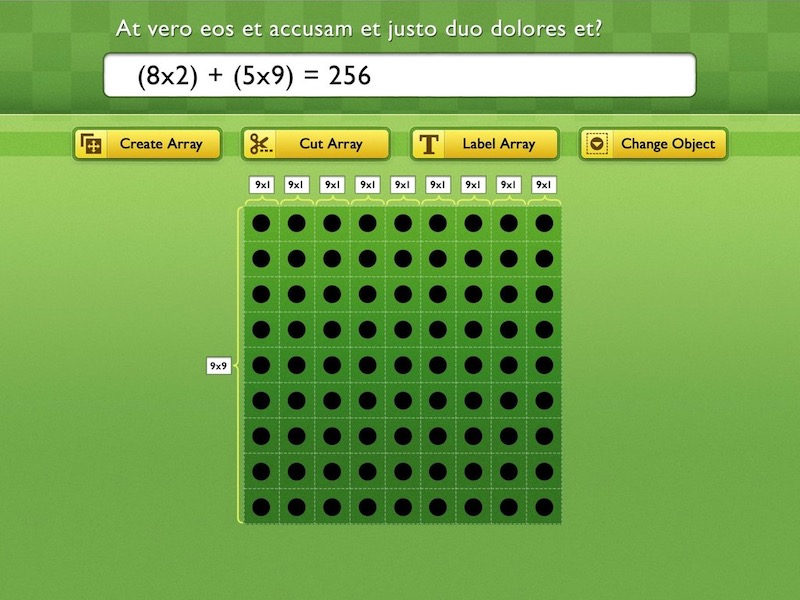 At vero eos et accusam et justo duo dolores et?
(8x2) + (5x9) = 256
Create Array Cut Array Label Array Change Object
9x1 9x1 9x1 9x1 9x1 9x1 9x1 9x1 9x1
9x9